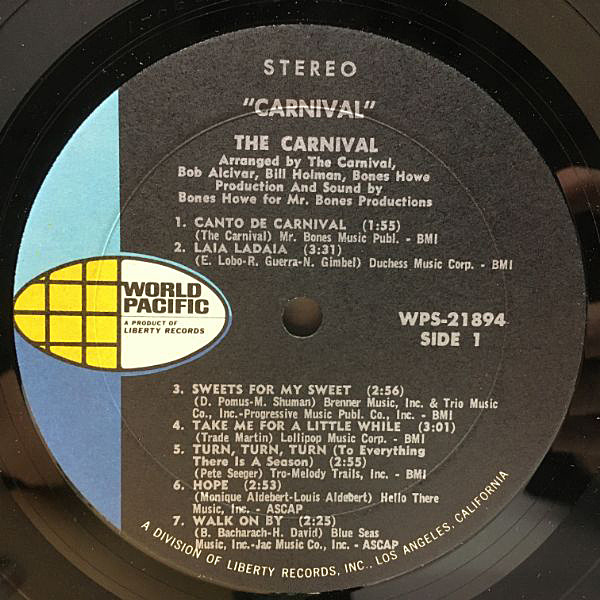 STEREO
"CARNIVAL"
THE CARNIVAL
Arranged by The Carnival,
Bob Alcivar, Bill Holman, Bones Howe
Production And Sound by
Bones Howe for Mr. Bones Productions
1. CANTO DE CARNIVAL (1:55)
(The Carnival) Mr. Bones Music Publ. - BMI
2. LAIA LADAIA (3:31)
(E. Lobo-R. Guerra-N. Gimbel) Duchess Music Corp. - BMI
WORLD
PACIFIC
A PRODUCT OF
LIBERTY RECORDS
WPS-21894
SIDE 1
3. SWEETS FOR MY SWEET (2:56)
(D. Pomus-M. Shuman) Brenner Music, Inc. & Trio Music
Co., Inc.-Progressive Music Publ. Co., Inc. - BMI
4. TAKE ME FOR A LITTLE WHILE (3:01)
(Trade Martin) Lollipop Music Corp. - BMI
5. TURN, TURN, TURN (To Everything
There Is A Season) (2:55)
(Pete Seeger) Tro-Melody Trails, Inc. - BMI
6. HOPE (2:53)
(Monique Aldebert-Louis Aldebert) Hello There
Music, Inc. - ASCAP
7. WALK ON BY (2:25)
(B. Bacharach-H. David) Blue Seas
Music, Inc.-Jac Music Co., Inc. - ASCAP
A DIVISION OF LIBERTY RECORDS, INC., LOS ANGELES, CALIFORNIA